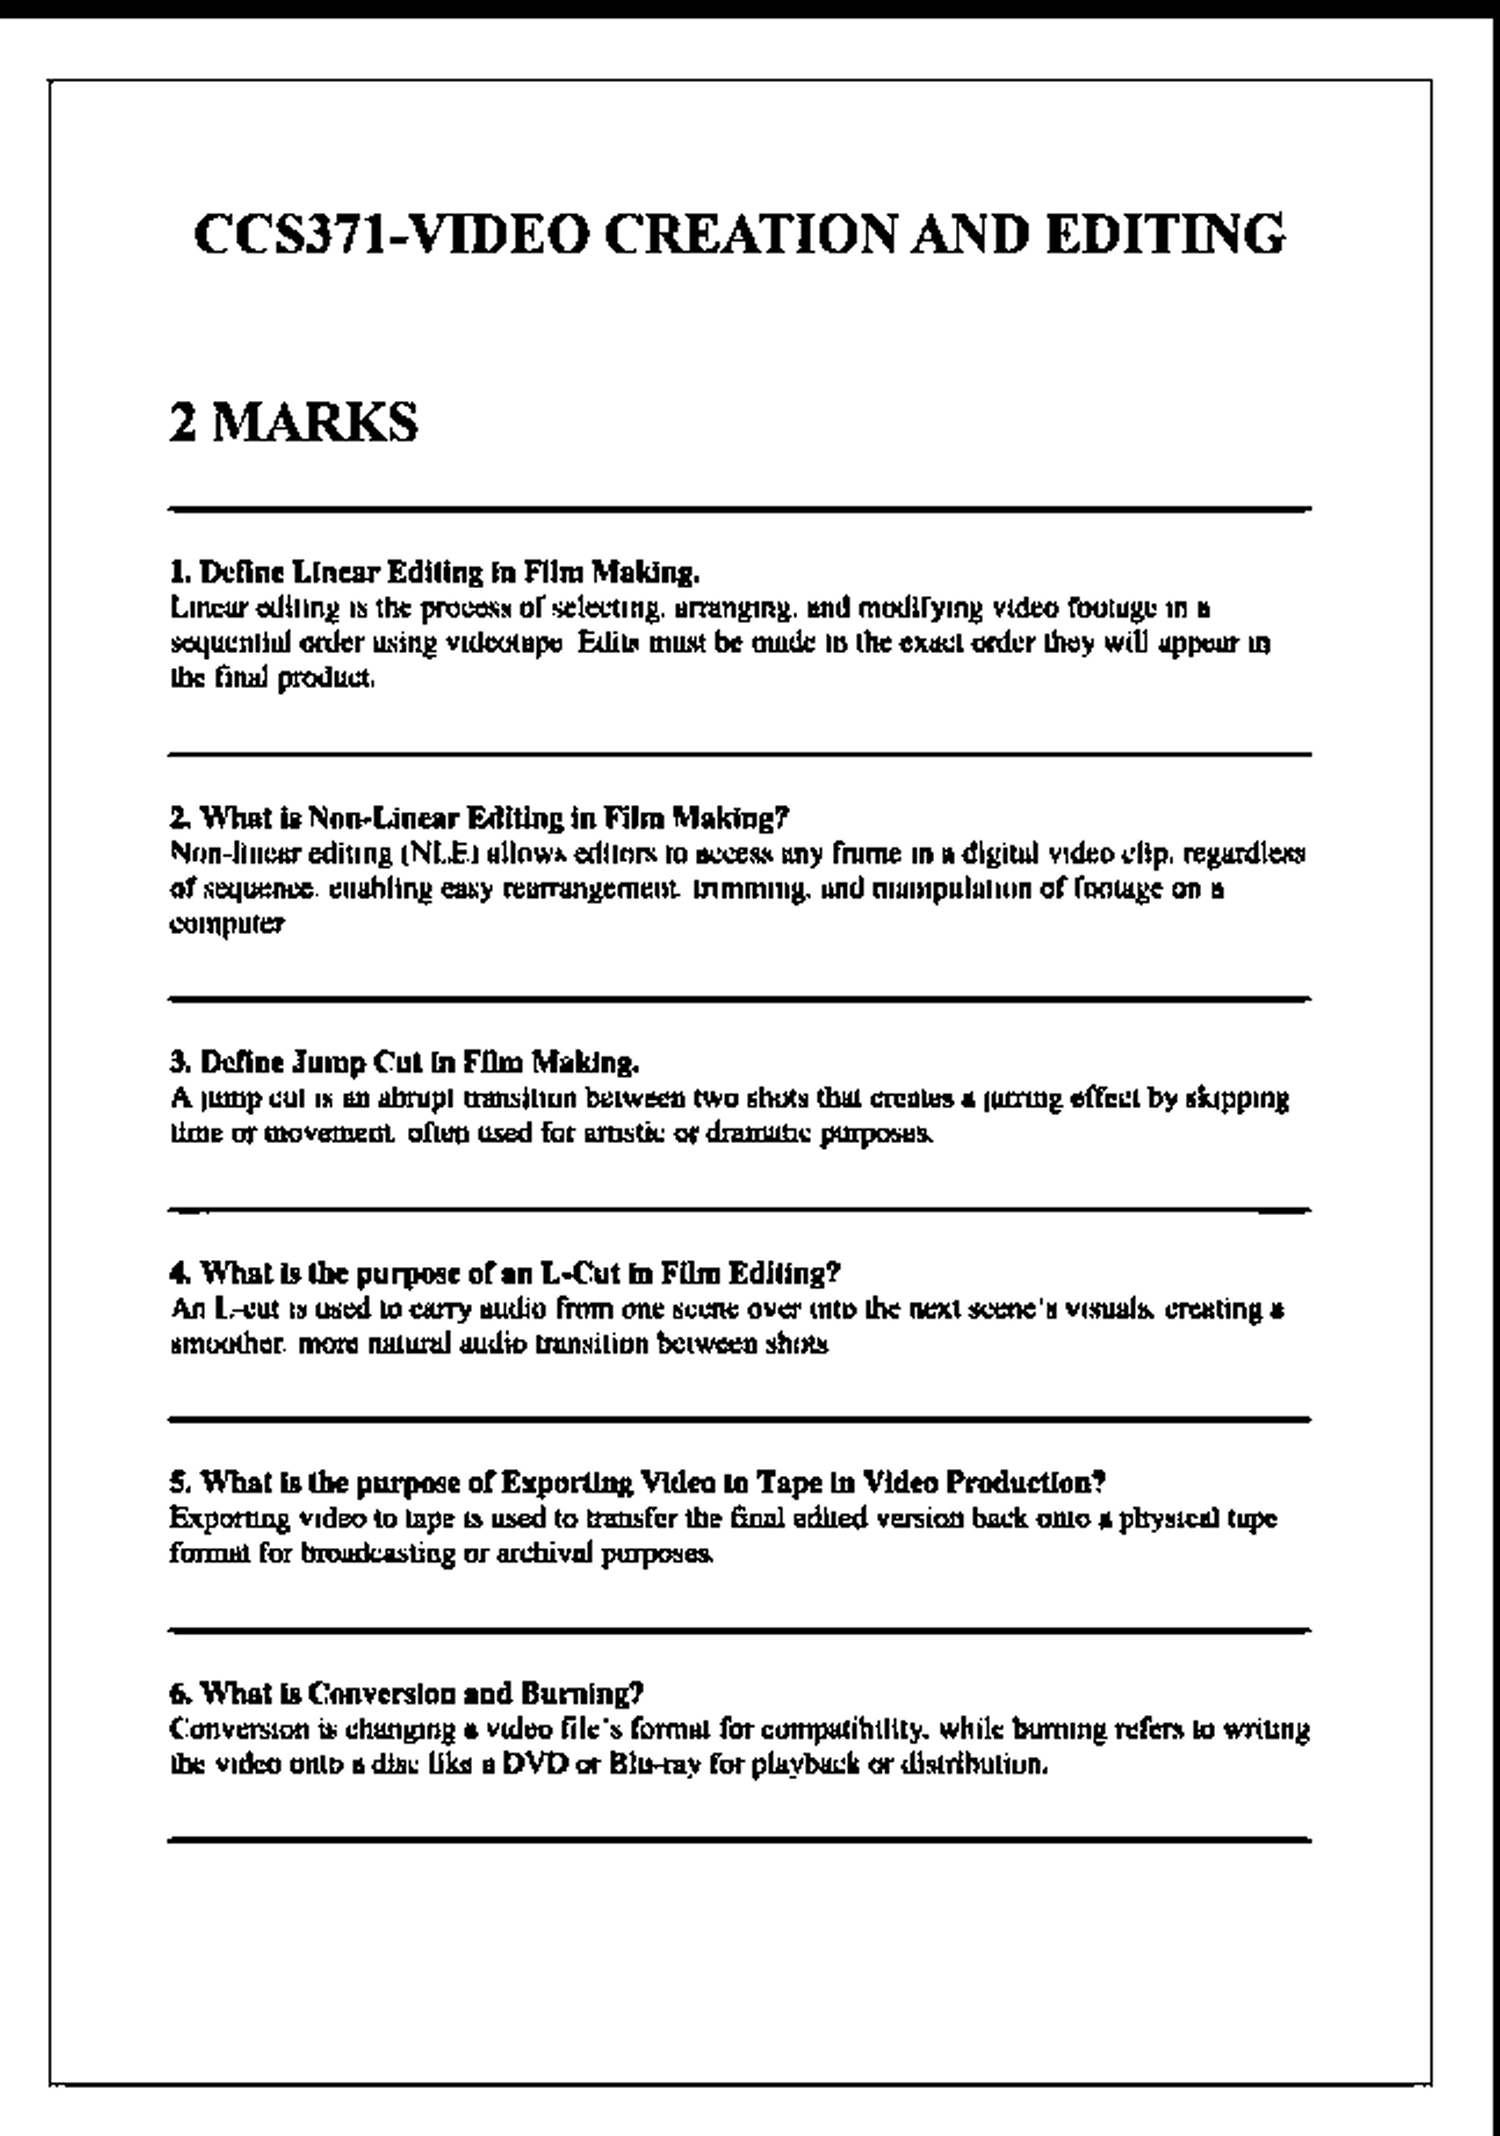 CCS371-VIDEO CREATION AND EDITING
2 MARKS
1. Define Linear Editing in Film Making.
Linear editing is the process of selecting, arranging, and modifying video footage in a
sequential order using videotape. Edits must be made in the exact order they will appear in
the final product.
2. What is Non-Linear Editing in Film Making?
Non-linear editing (NLE) allows editors to access any frame in a digital video clip, regardless
of sequence, enabling easy rearrangement, trimming, and manipulation of footage on a
computer
3. Define Jump Cut in Film Making.
A jump cut is an abrupt transition between two shots that creates a jarring effect by skipping
time or movement, often used for artistic or dramatic purposes.
4. What is the purpose of an L-Cut in Film Editing?
An L-cut is used to carry audio from one scene over into the next scene's visuals, creating a
smoother, more natural audio transition between shots
5. What is the purpose of Exporting Video to Tape in Video Production?
Exporting video to tape is used to transfer the final edited version back onto a physical tape
format for broadcasting or archival purposes.
6. What is Conversion and Burning?
Conversion is changing a video file's format for compatibility, while burning refers to writing
the video onto a disc like a DVD or Blu-ray for playback or distribution.